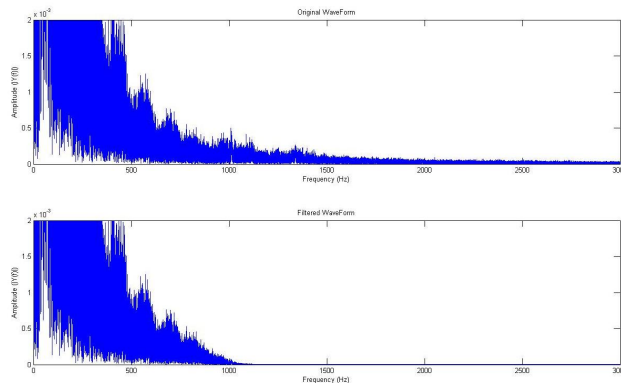 Original WaveForm
x 10⁻³
2
1.5
1
0.5
0
Amplitude (|Y(f)|)
0 500 1000 1500 2000 2500 300
Frequency (Hz)
Filtered WaveForm
x 10⁻³
2
1.5
1
0.5
0
Amplitude (|Y(f)|)
0 500 1000 1500 2000 2500 300
Frequency (Hz)